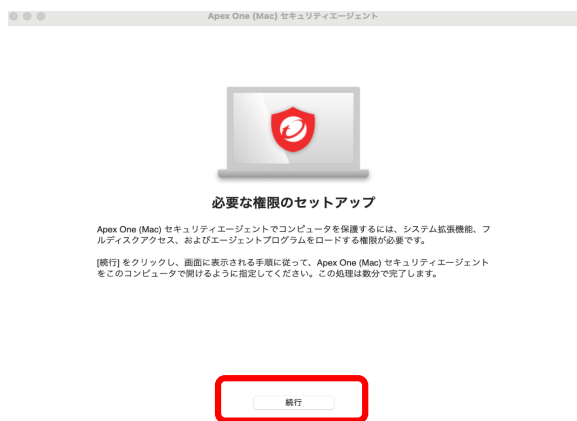 Apex One (Mac) セキュリティエージェント
必要な権限のセットアップ
Apex One (Mac) セキュリティエージェントでコンピュータを保護するには、システム拡張機能、フ
ルディスクアクセス、およびエージェントプログラムをロードする権限が必要です。
[続行] をクリックし、画面に表示される手順に従って、Apex One (Mac) セキュリティエージェント
をこのコンピュータで開けるように指定してください。この処理は数分で完了します。
続行